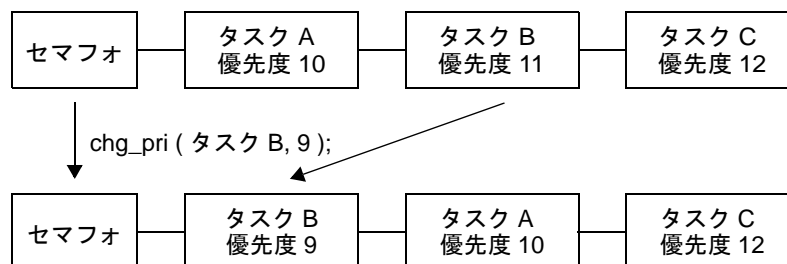 セマフォ
タスク A
優先度 10
タスク B
優先度 11
タスク C
優先度 12
chg_pri ( タスク B, 9 );
セマフォ
タスク B
優先度 9
タスク A
優先度 10
タスク C
優先度 12